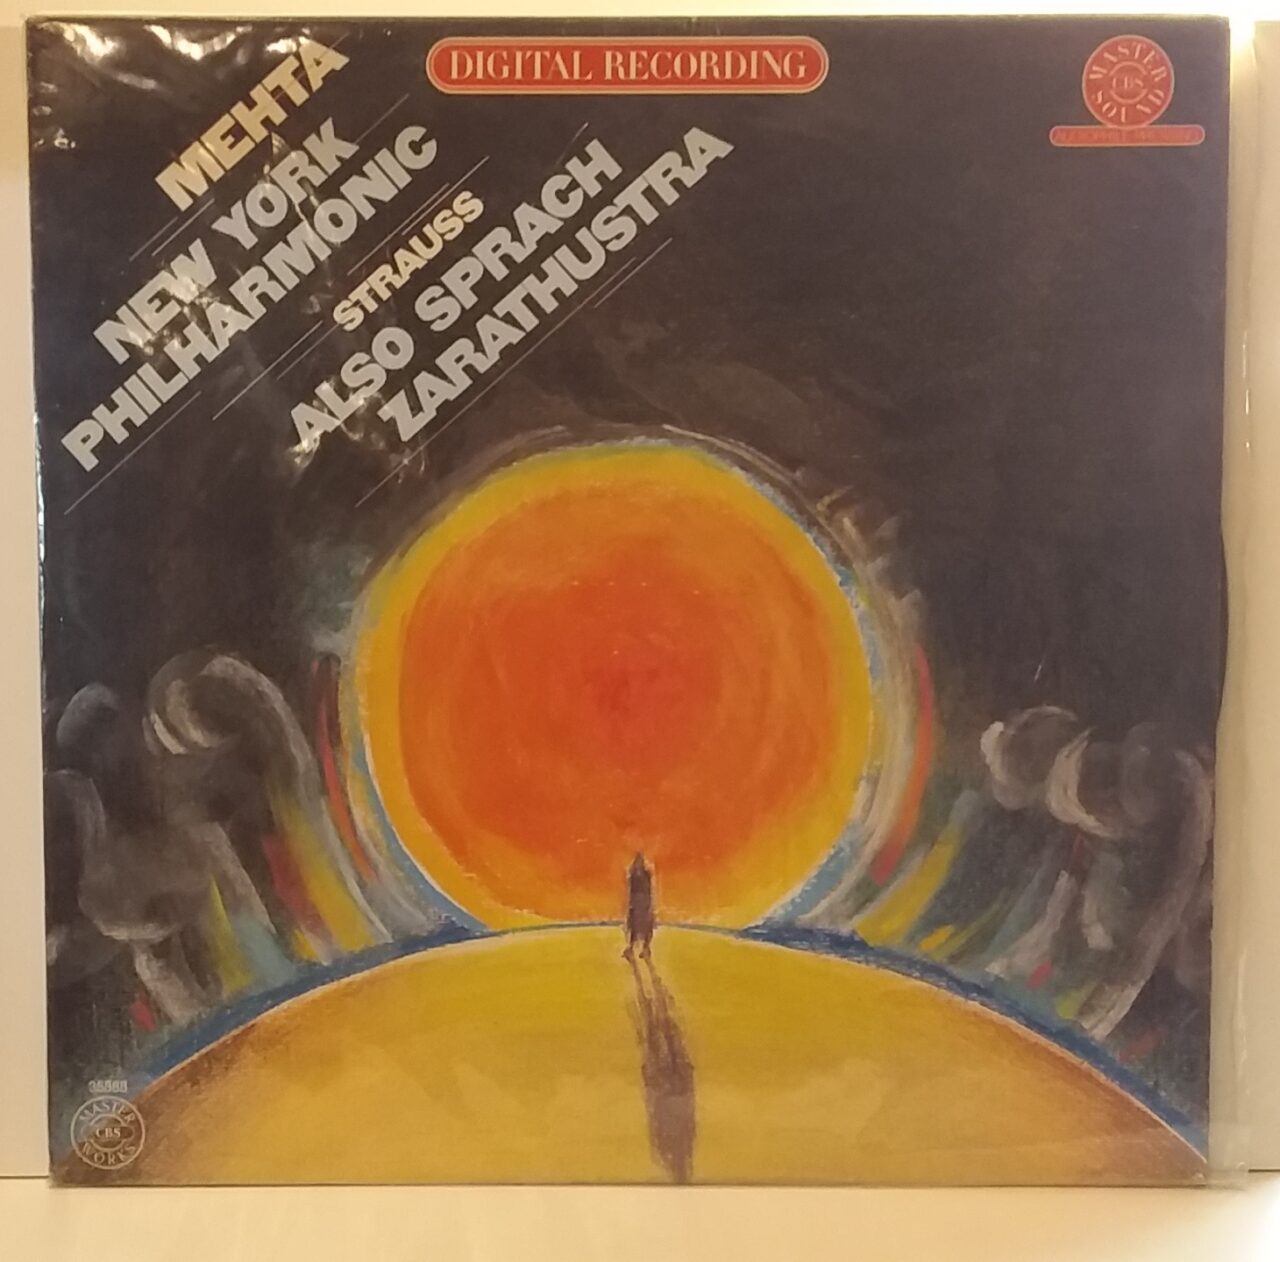 DIGITAL RECORDING
MASTER
CBS
SOUND
MEHTA
NEW YORK
PHILHARMONIC
STRAUSS
ALSO SPRACH
ZARATHUSTRA
35888
MASTER
CBS
WORKS